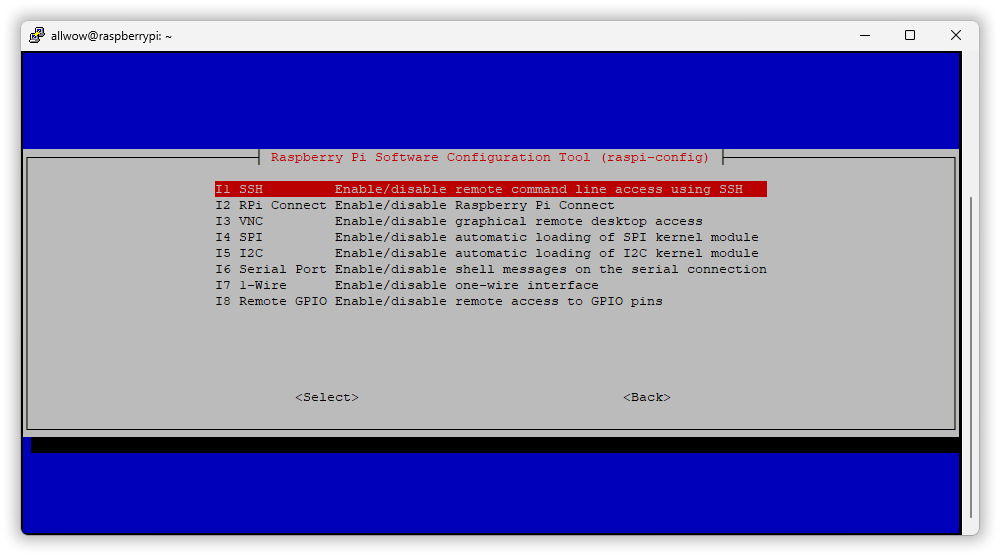 allwow@raspberrypi: ~
Raspberry Pi Software Configuration Tool (raspi-config)
I1 SSH         Enable/disable remote command line access using SSH
I2 RPi Connect Enable/disable Raspberry Pi Connect
I3 VNC         Enable/disable graphical remote desktop access
I4 SPI         Enable/disable automatic loading of SPI kernel module
I5 I2C         Enable/disable automatic loading of I2C kernel module
I6 Serial Port Enable/disable shell messages on the serial connection
I7 1-Wire      Enable/disable one-wire interface
I8 Remote GPIO Enable/disable remote access to GPIO pins
<Select> <Back>